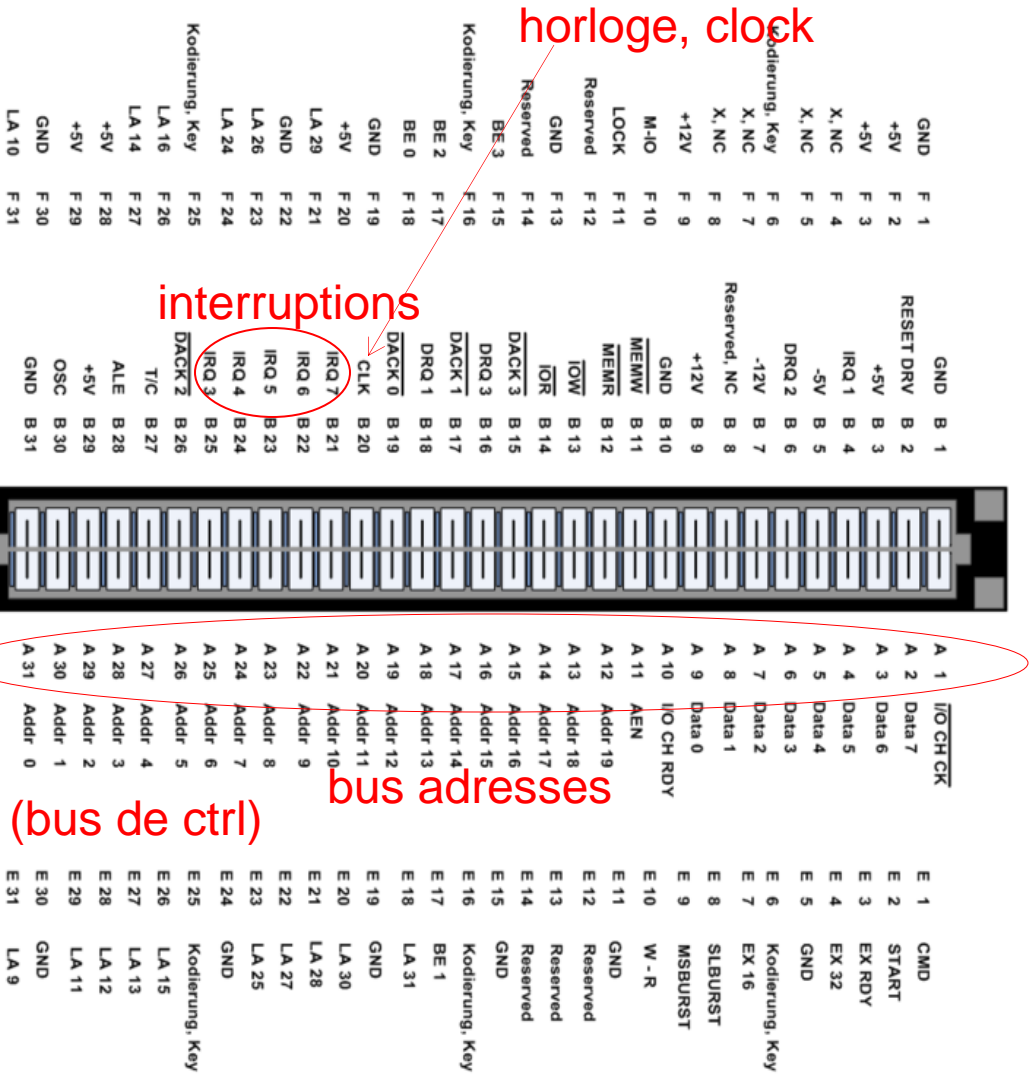 horloge, clock
GND F 1
+5V F 2
+5V F 3
X, NC F 4
X, NC F 5
Kodierung, Key F 6
X, NC F 7
X, NC F 8
+12V F 9
M-IO F 10
LOCK F 11
Reserved F 12
GND F 13
Reserved F 14
BE 3 F 15
Kodierung, Key F 16
BE 2 F 17
BE 0 F 18
GND F 19
+5V F 20
LA 29 F 21
GND F 22
LA 26 F 23
LA 24 F 24
Kodierung, Key F 25
LA 16 F 26
LA 14 F 27
+5V F 28
+5V F 29
GND F 30
LA 10 F 31
interruptions
GND B 1
RESET DRV B 2
+5V B 3
IRQ 1 B 4
-5V B 5
DRQ 2 B 6
-12V B 7
Reserved, NC B 8
+12V B 9
GND B 10
MEMW B 11
MEMR B 12
IOW B 13
IOR B 14
DACK 3 B 15
DRQ 3 B 16
DACK 1 B 17
DRQ 1 B 18
DACK 0 B 19
CLK B 20
IRQ 7 B 21
IRQ 6 B 22
IRQ 5 B 23
IRQ 4 B 24
IRQ 3 B 25
DACK 2 B 26
T/C B 27
ALE B 28
+5V B 29
OSC B 30
GND B 31
A 1 I/O CH CK
A 2 Data 7
A 3 Data 6
A 4 Data 5
A 5 Data 4
A 6 Data 3
A 7 Data 2
A 8 Data 1
A 9 Data 0
A 10 I/O CH RDY
A 11 AEN
A 12 Addr 19
A 13 Addr 18
A 14 Addr 17
A 15 Addr 16
A 16 Addr 15
A 17 Addr 14
A 18 Addr 13
A 19 Addr 12
A 20 Addr 11
A 21 Addr 10
A 22 Addr 9
A 23 Addr 8
A 24 Addr 7
A 25 Addr 6
A 26 Addr 5
A 27 Addr 4
A 28 Addr 3
A 29 Addr 2
A 30 Addr 1
A 31 Addr 0
bus adresses
(bus de ctrl)
E 1 CMD
E 2 START
E 3 EX RDY
E 4 EX 32
E 5 GND
E 6 Kodierung, Key
E 7 EX 16
E 8 SLBURST
E 9 MSBURST
E 10 W - R
E 11 GND
E 12 Reserved
E 13 Reserved
E 14 Reserved
E 15 GND
E 16 Kodierung, Key
E 17 BE 1
E 18 LA 31
E 19 GND
E 20 LA 30
E 21 LA 28
E 22 LA 27
E 23 LA 25
E 24 GND
E 25 Kodierung, Key
E 26 LA 15
E 27 LA 13
E 28 LA 12
E 29 LA 11
E 30 GND
E 31 LA 9